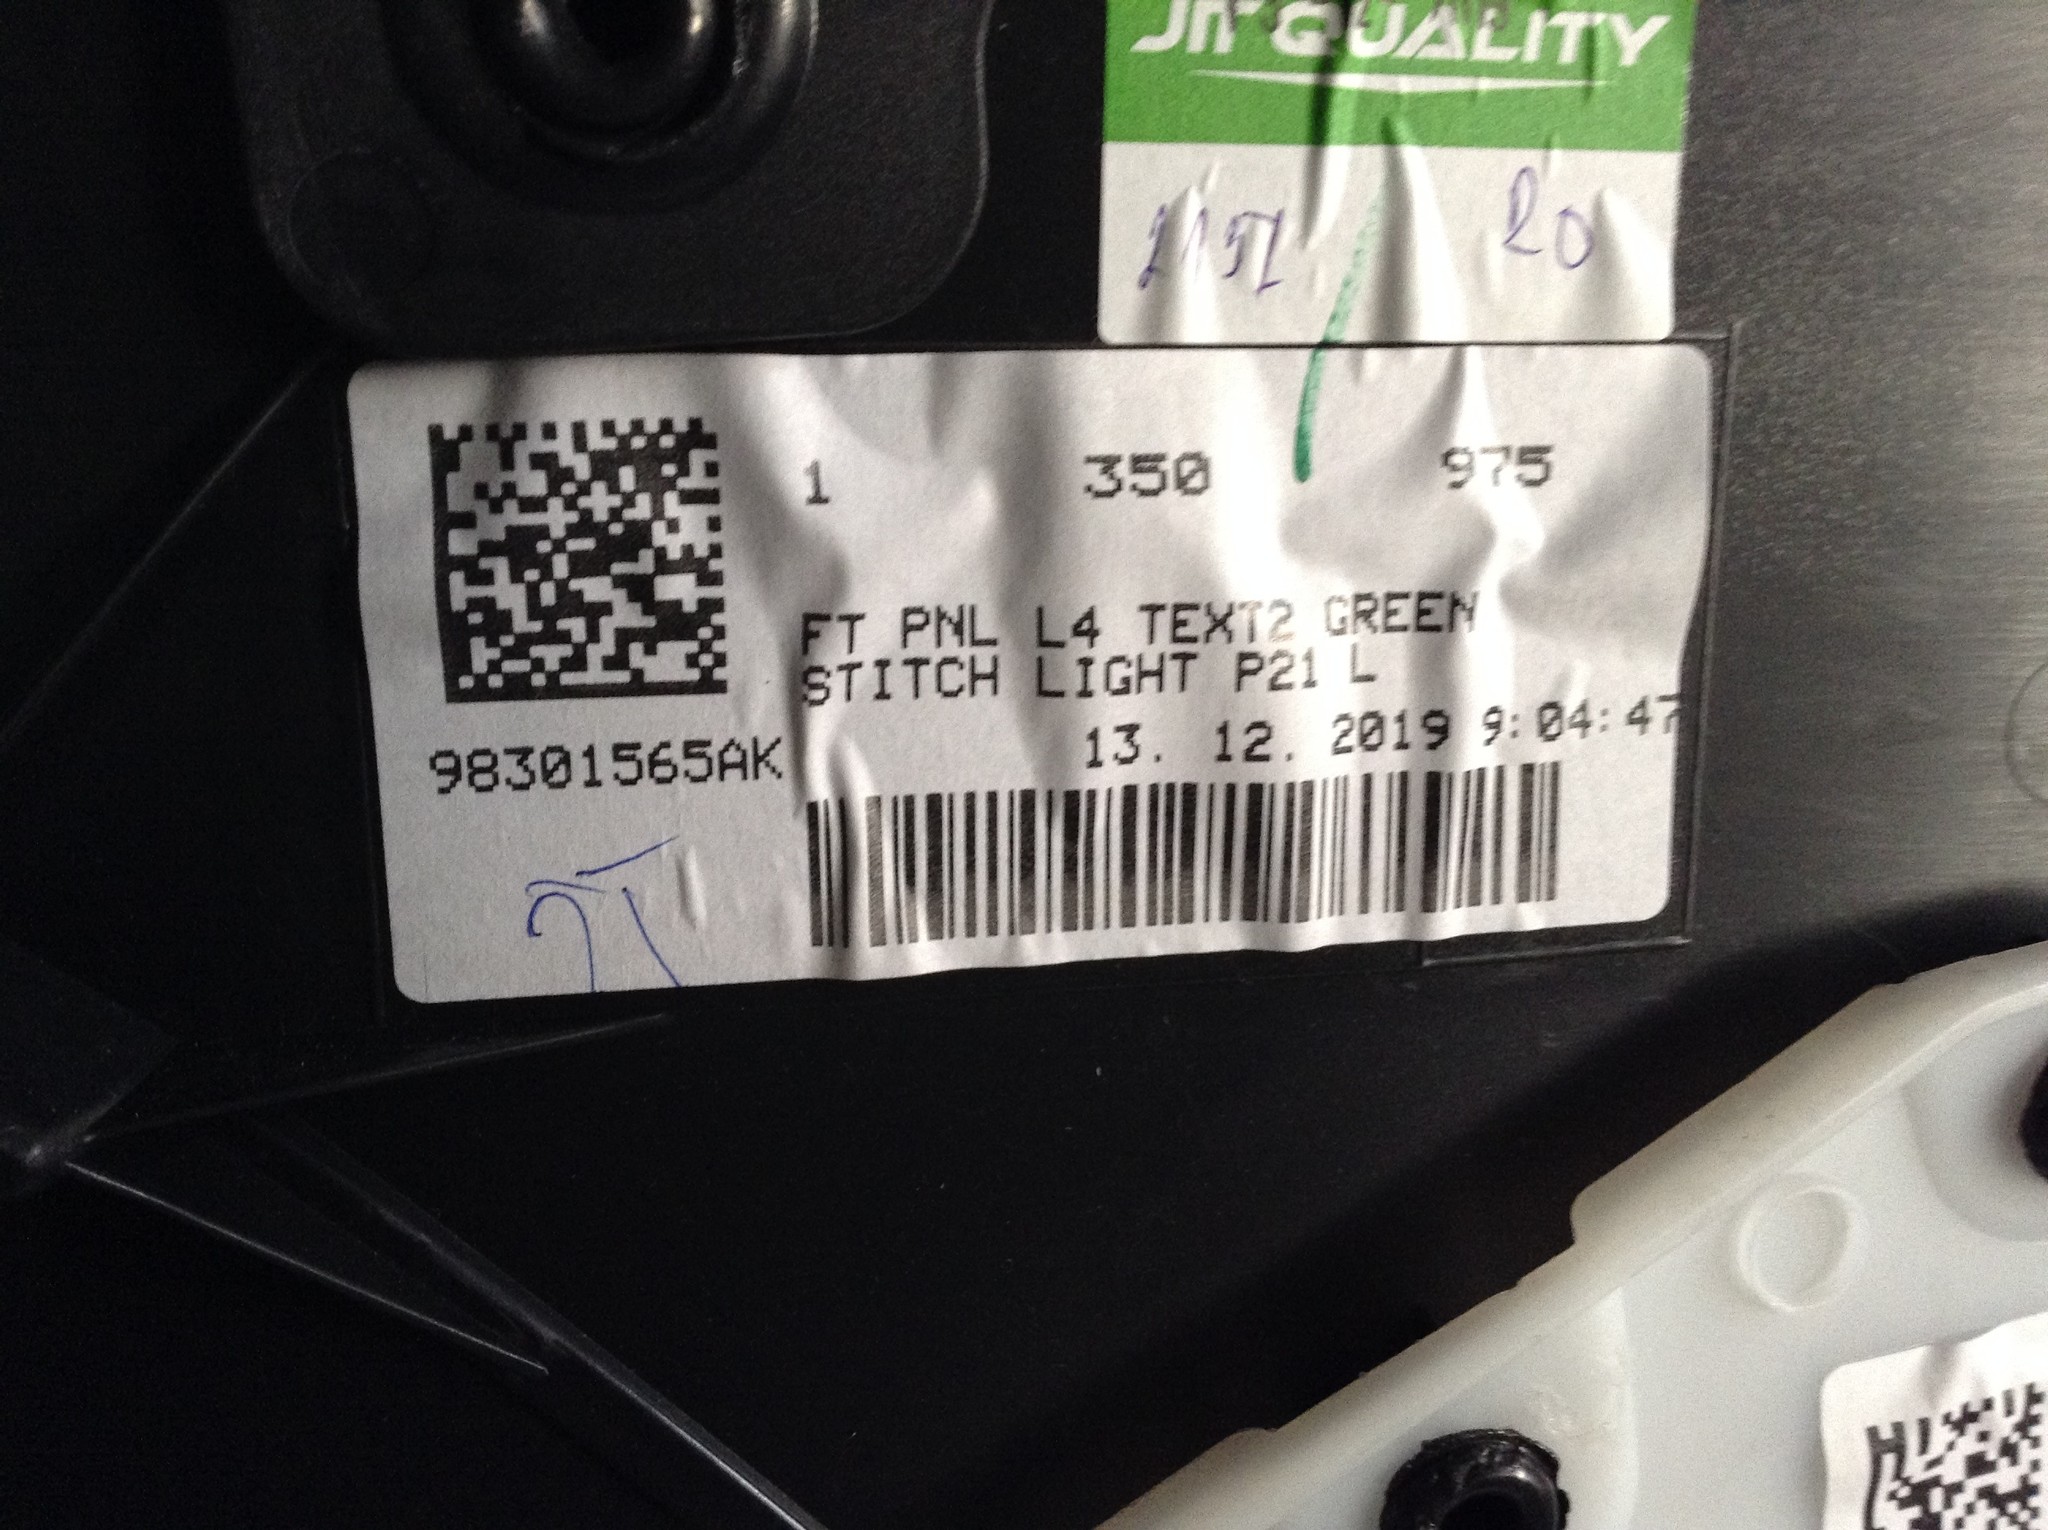 JIT QUALITY
20
1 350 975
FT PNL L4 TEXT2 GREEN
STITCH LIGHT P21 L
13. 12. 2019 9:04:47
98301565AK